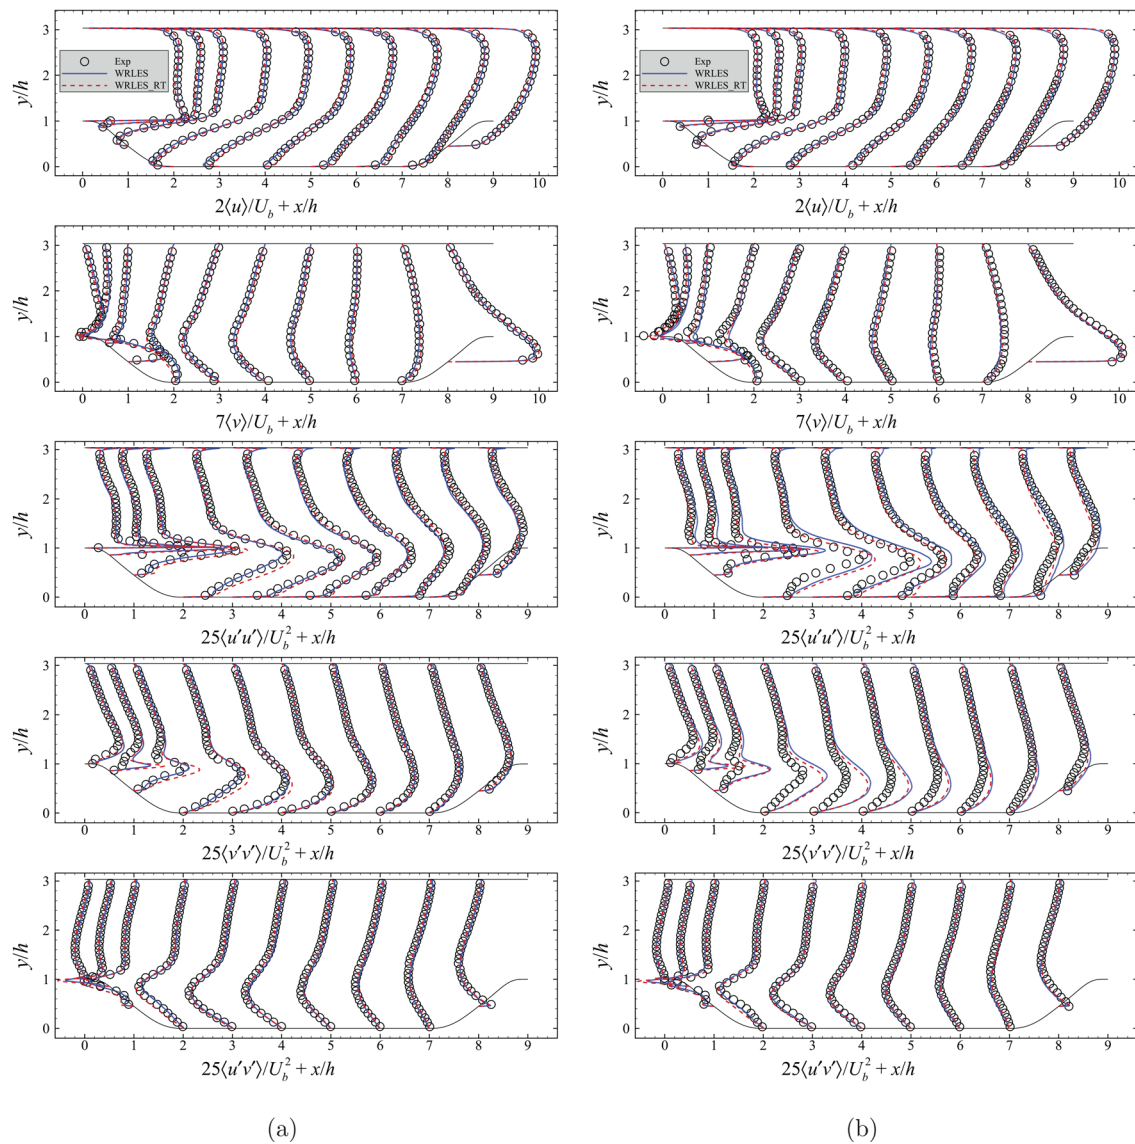 y/h
3
2
1
0
Exp
WRLES
WRLES_RT
0 1 2 3 4 5 6 7 8 9 10
2⟨u⟩/U_b + x/h
y/h
3
2
1
0
0 1 2 3 4 5 6 7 8 9 10
7⟨v⟩/U_b + x/h
y/h
3
2
1
0
0 1 2 3 4 5 6 7 8 9
25⟨u′u′⟩/U_b^2 + x/h
y/h
3
2
1
0
0 1 2 3 4 5 6 7 8 9
25⟨v′v′⟩/U_b^2 + x/h
y/h
3
2
1
0
0 1 2 3 4 5 6 7 8 9
25⟨u′v′⟩/U_b^2 + x/h
(a)
y/h
3
2
1
0
Exp
WRLES
WRLES_RT
0 1 2 3 4 5 6 7 8 9 10
2⟨u⟩/U_b + x/h
y/h
3
2
1
0
0 1 2 3 4 5 6 7 8 9 10
7⟨v⟩/U_b + x/h
y/h
3
2
1
0
0 1 2 3 4 5 6 7 8 9
25⟨u′u′⟩/U_b^2 + x/h
y/h
3
2
1
0
0 1 2 3 4 5 6 7 8 9
25⟨v′v′⟩/U_b^2 + x/h
y/h
3
2
1
0
0 1 2 3 4 5 6 7 8 9
25⟨u′v′⟩/U_b^2 + x/h
(b)